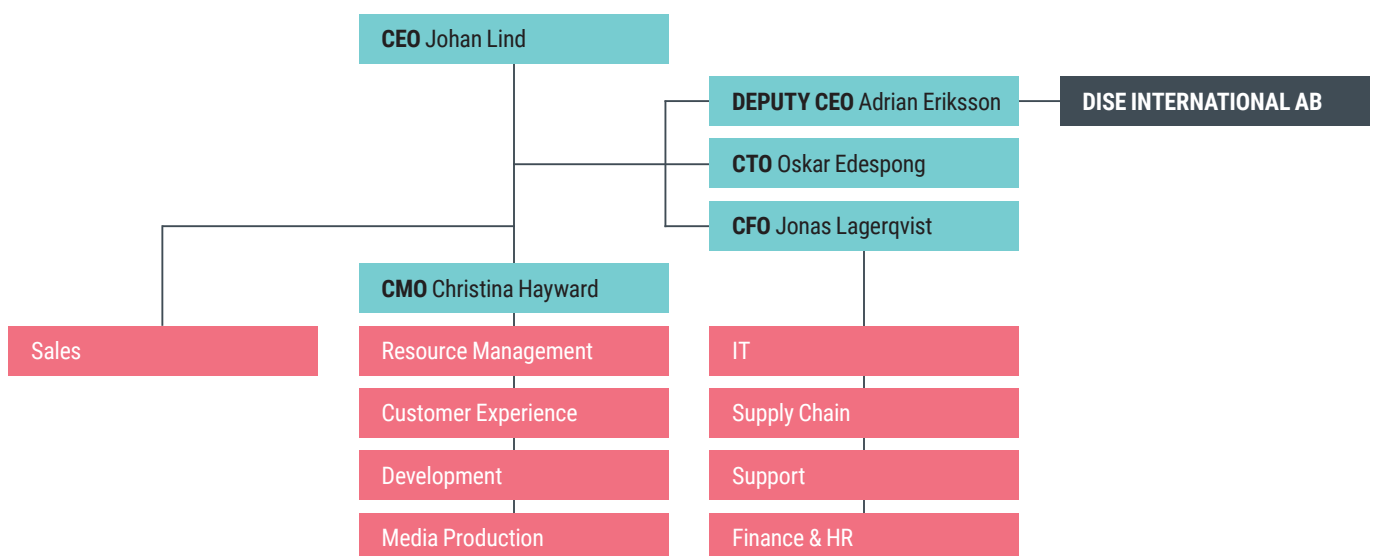 CEO Johan Lind
DEPUTY CEO Adrian Eriksson
DISE INTERNATIONAL AB
CTO Oskar Edespong
CFO Jonas Lagerqvist
CMO Christina Hayward
Sales
Resource Management
IT
Customer Experience
Supply Chain
Development
Support
Media Production
Finance & HR